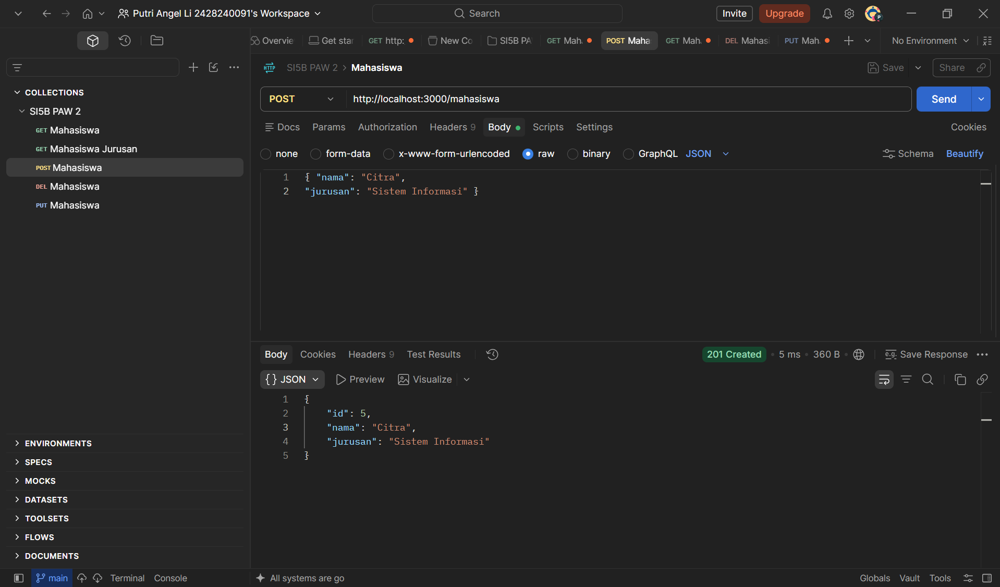 Putri Angel Li 2428240091's Workspace
Search
Invite
Upgrade
Overvie
Get star
GET http:
New Co
SI5B PA
GET Mah
POST Maha
GET Mah
DEL Mahasi
PUT Mah
No Environment
COLLECTIONS
SI5B PAW 2
GET Mahasiswa
GET Mahasiswa Jurusan
POST Mahasiswa
DEL Mahasiswa
PUT Mahasiswa
ENVIRONMENTS
SPECS
MOCKS
DATASETS
TOOLSETS
FLOWS
DOCUMENTS
HTTP SI5B PAW 2 > Mahasiswa
Save
Share
POST http://localhost:3000/mahasiswa
Send
Docs Params Authorization Headers 9 Body Scripts Settings
Cookies
none form-data x-www-form-urlencoded raw binary GraphQL JSON
Schema Beautify
1 { "nama": "Citra",
2 "jurusan": "Sistem Informasi" }
Body Cookies Headers 9 Test Results
201 Created • 5 ms • 360 B
e.g. Save Response
{} JSON Preview Visualize
1 {
2 "id": 5,
3 "nama": "Citra",
4 "jurusan": "Sistem Informasi"
5 }
main Terminal Console
All systems are go
Globals Vault Tools